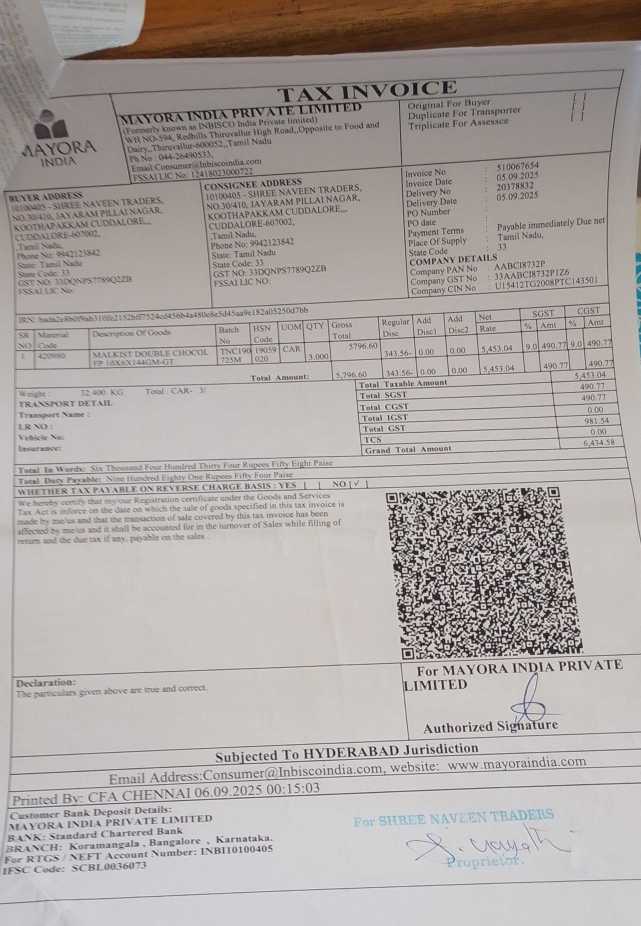 TAX INVOICE
MAYORA
INDIA
MAYORA INDIA PRIVATE LIMITED
(Formerly known as INBISCO India Private limited)
WH NO-594, Redhills Thiruvallur High Road,,Opposite to Food and
Dairy,,Thiruvallur-600052,,Tamil Nadu
Ph No : 044-26490533,
Email:Consumer@Inbiscoindia.com
FSSAI LIC No: 12418023000722
Original For Buyer
Duplicate For Transporter
Triplicate For Assessee
BUYER ADDRESS
10100405 - SHREE NAVEEN TRADERS,
NO.30/410, JAYARAM PILLAI NAGAR,
KOOTHAPAKKAM CUDDALORE,,,
CUDDALORE-607002,
,Tamil Nadu,
Phone No: 9942123842
State: Tamil Nadu
State Code: 33
GST NO: 33DQNPS7789Q2ZB
FSSAI LIC No:
CONSIGNEE ADDRESS
10100405 - SHREE NAVEEN TRADERS,
NO.30/410, JAYARAM PILLAI NAGAR,
KOOTHAPAKKAM CUDDALORE,,,
CUDDALORE-607002,
,Tamil Nadu,
Phone No: 9942123842
State: Tamil Nadu
State Code: 33
GST NO: 33DQNPS7789Q2ZB
FSSAI LIC NO:
Invoice No : 510067654
Invoice Date : 05.09.2025
Delivery No : 20378832
Delivery Date : 05.09.2025
PO Number :
PO date :
Payment Terms : Payable immediately Due net
Place Of Supply : Tamil Nadu,
State Code : 33
COMPANY DETAILS
Company PAN No : AABCI8732P
Company GST No : 33AABCI8732P1Z6
Company CIN No : U15412TG2008PTC143501
IRN:
SR NO Material Code Description Of Goods Batch No HSN Code UOM QTY Gross Total Regular Disc Add Disc1 Add Disc2 Net Rate SGST % Amt CGST % Amt
1 420980 MALKIST DOUBLE CHOCOL TNC190 19059 CAR 3.000 5796.60 343.56- 0.00 0.00 5,453.04 9.0 490.77 9.0 490.77
FP 10X6X144GM-GT 725M 020
Total Amount: 5,796.60 343.56- 0.00 0.00 5,453.04 490.77 490.77
Weight : 32.400 KG Total : CAR- 3/
TRANSPORT DETAIL
Transport Name :
LR NO :
Vehicle No:
Insurance:
Total Taxable Amount 5,453.04
Total SGST 490.77
Total CGST 490.77
Total IGST 0.00
Total GST 981.54
TCS 0.00
Grand Total Amount 6,434.58
Total In Words: Six Thousand Four Hundred Thirty Four Rupees Fifty Eight Paise
Total Duty Payable: Nine Hundred Eighty One Rupees Fifty Four Paise
WHETHER TAX PAYABLE ON REVERSE CHARGE BASIS : YES [ ] NO [√ ]
We hereby certify that my/our Registration certificate under the Goods and Services
Tax Act is inforce on the date on which the sale of goods specified in this tax invoice is
made by me/us and that the transaction of sale covered by this tax invoice has been
affected by me/us and it shall be accounted for in the turnover of Sales while filling of
return and the due tax if any, payable on the sales .
Declaration:
The particulars given above are true and correct.
For MAYORA INDIA PRIVATE
LIMITED
Authorized Signature
Subjected To HYDERABAD Jurisdiction
Email Address:Consumer@Inbiscoindia.com, website: www.mayoraindia.com
Printed By: CFA CHENNAI 06.09.2025 00:15:03
Customer Bank Deposit Details:
MAYORA INDIA PRIVATE LIMITED
BANK: Standard Chartered Bank
BRANCH: Koramangala , Bangalore , Karnataka.
For RTGS / NEFT Account Number: INBI10100405
IFSC Code: SCBL0036073
For SHREE NAVEEN TRADERS
Proprietor.